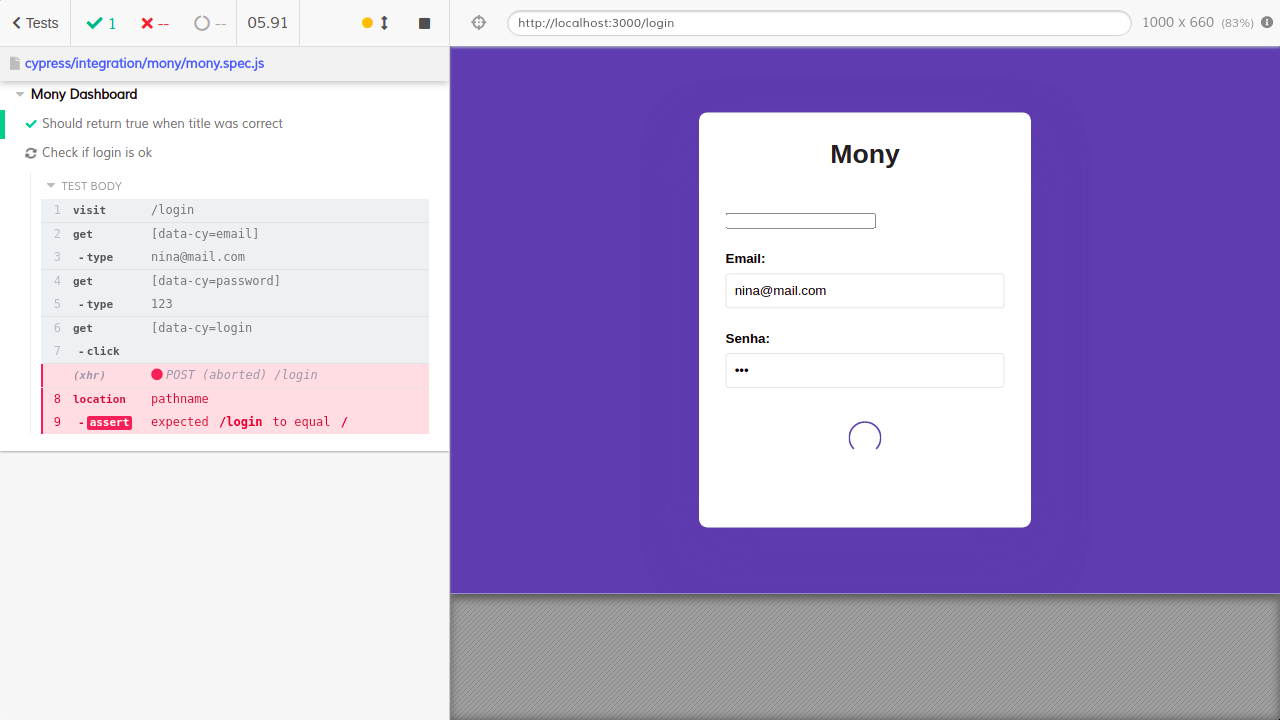 Tests 1 -- -- 05.91
cypress/integration/mony/mony.spec.js
Mony Dashboard
Should return true when title was correct
Check if login is ok
TEST BODY
1 visit /login
2 get [data-cy=email]
3 -type nina@mail.com
4 get [data-cy=password]
5 -type 123
6 get [data-cy=login
7 -click
(xhr) POST (aborted) /login
8 location pathname
9 -assert expected /login to equal /
http://localhost:3000/login 1000 x 660 (83%)
Mony
Email:
nina@mail.com
Senha:
•••